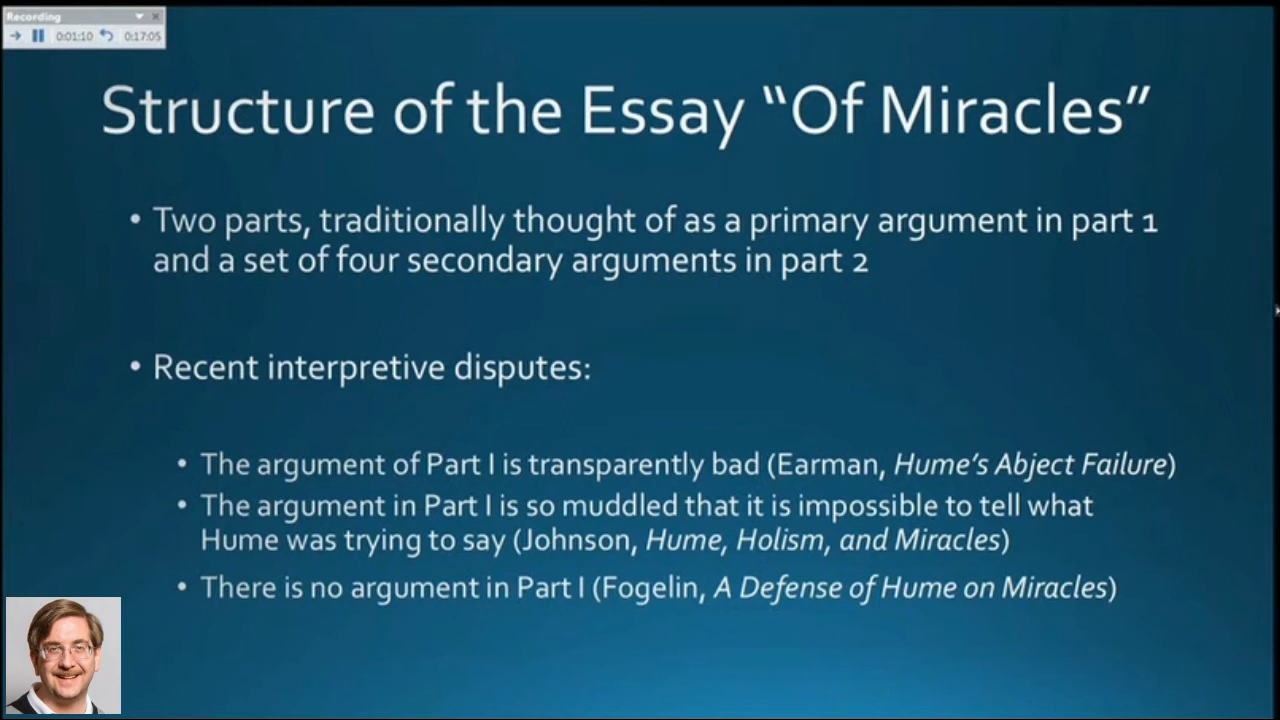 Recording
0:01:10 0:17:05
Structure of the Essay “Of Miracles”
• Two parts, traditionally thought of as a primary argument in part 1
and a set of four secondary arguments in part 2
• Recent interpretive disputes:
• The argument of Part I is transparently bad (Earman, Hume’s Abject Failure)
• The argument in Part I is so muddled that it is impossible to tell what
Hume was trying to say (Johnson, Hume, Holism, and Miracles)
• There is no argument in Part I (Fogelin, A Defense of Hume on Miracles)